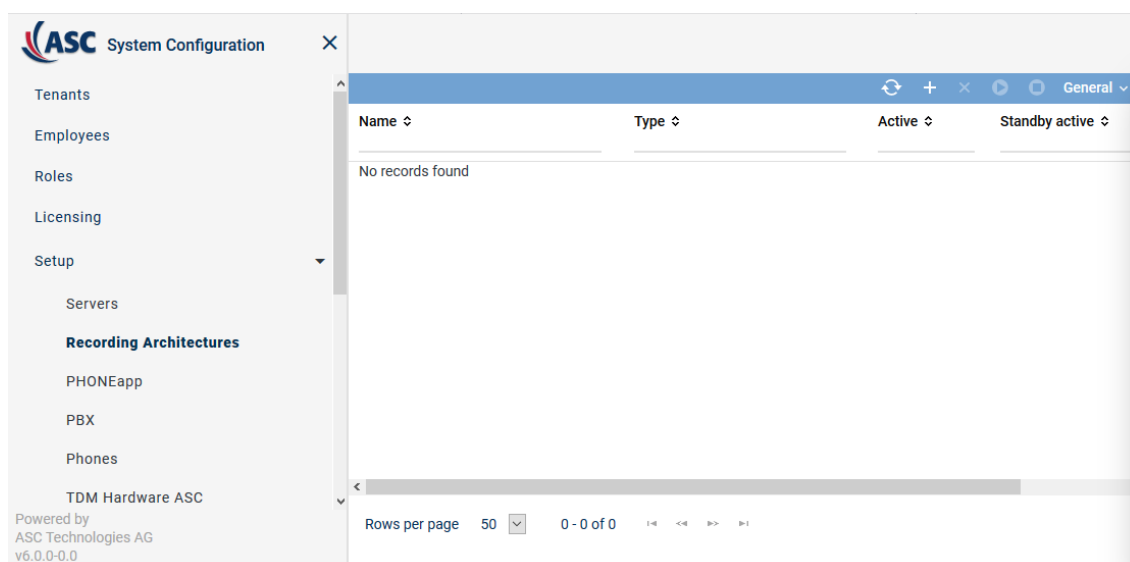 ASC System Configuration
Tenants
Employees
Roles
Licensing
Setup
Servers
Recording Architectures
PHONEapp
PBX
Phones
TDM Hardware ASC
Powered by
ASC Technologies AG
v6.0.0-0.0
General
Name Type Active Standby active
No records found
Rows per page 50 0 - 0 of 0